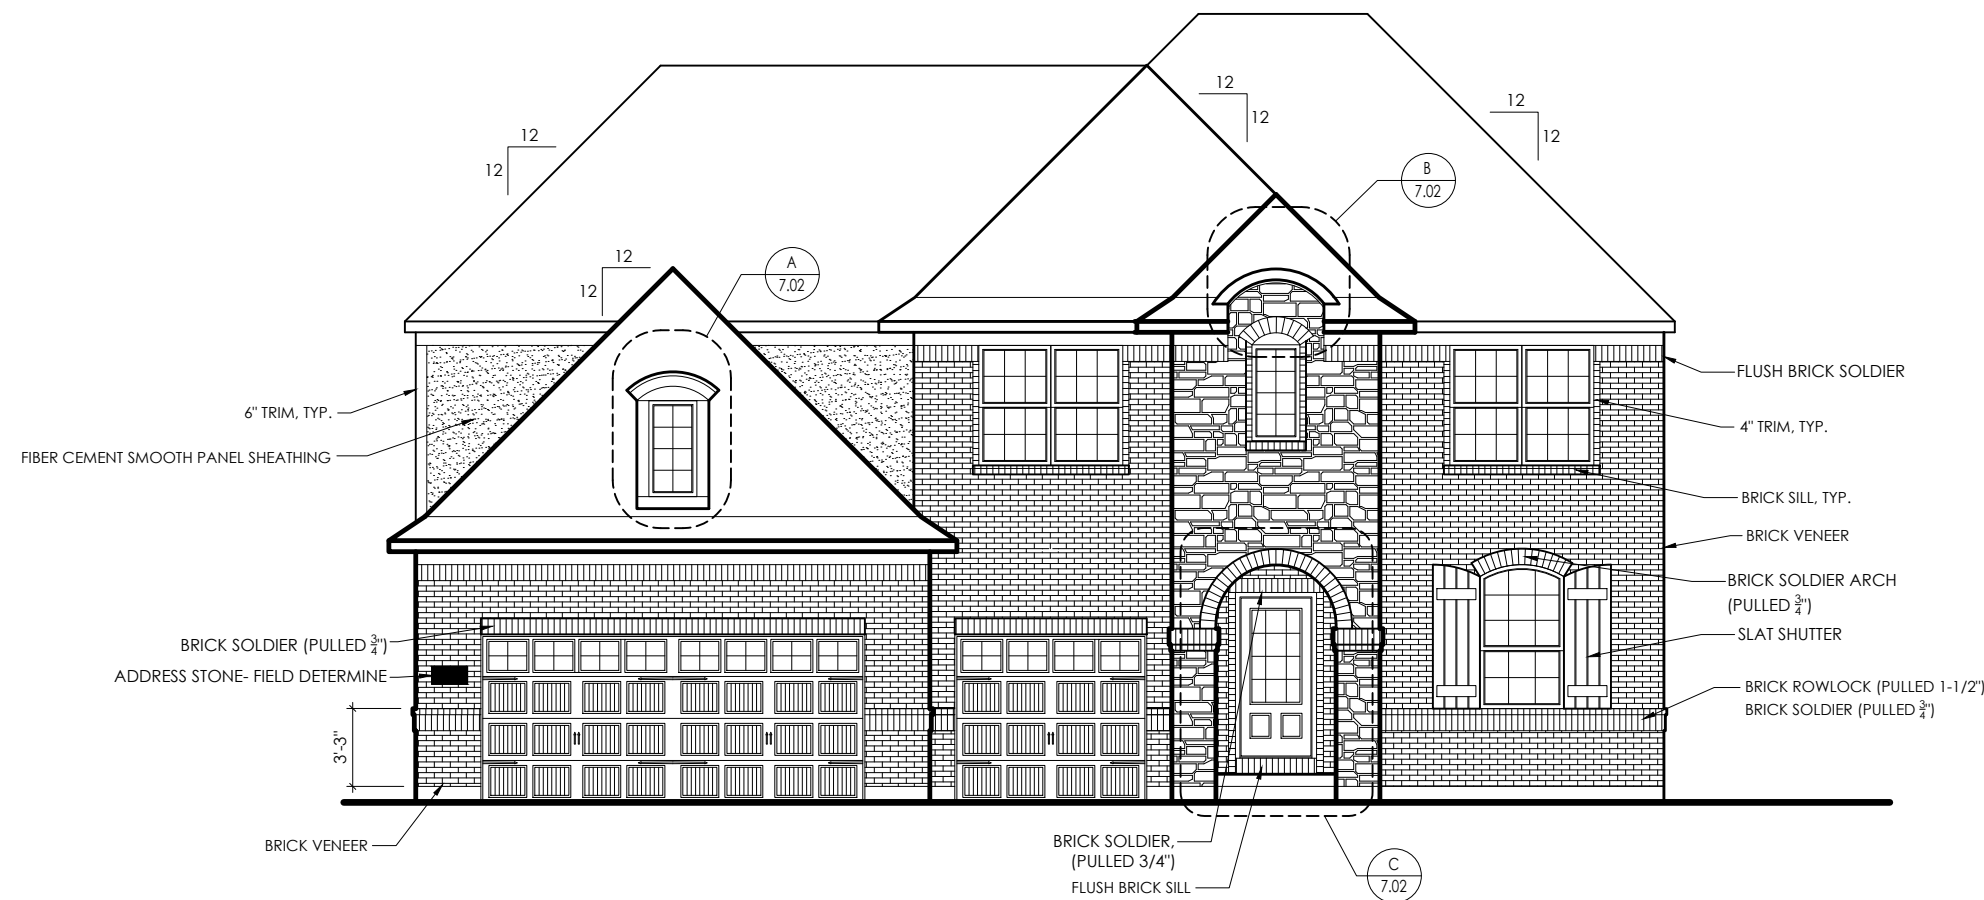 12
12
12
12
12
12
12
12
B
7.02
A
7.02
6" TRIM, TYP.
FIBER CEMENT SMOOTH PANEL SHEATHING
FLUSH BRICK SOLDIER
4" TRIM, TYP.
BRICK SILL, TYP.
BRICK VENEER
BRICK SOLDIER ARCH
(PULLED 3/4")
SLAT SHUTTER
BRICK ROWLOCK (PULLED 1-1/2")
BRICK SOLDIER (PULLED 3/4")
BRICK SOLDIER (PULLED 3/4")
ADDRESS STONE- FIELD DETERMINE
3'-3"
BRICK VENEER
BRICK SOLDIER,
(PULLED 3/4")
FLUSH BRICK SILL
C
7.02